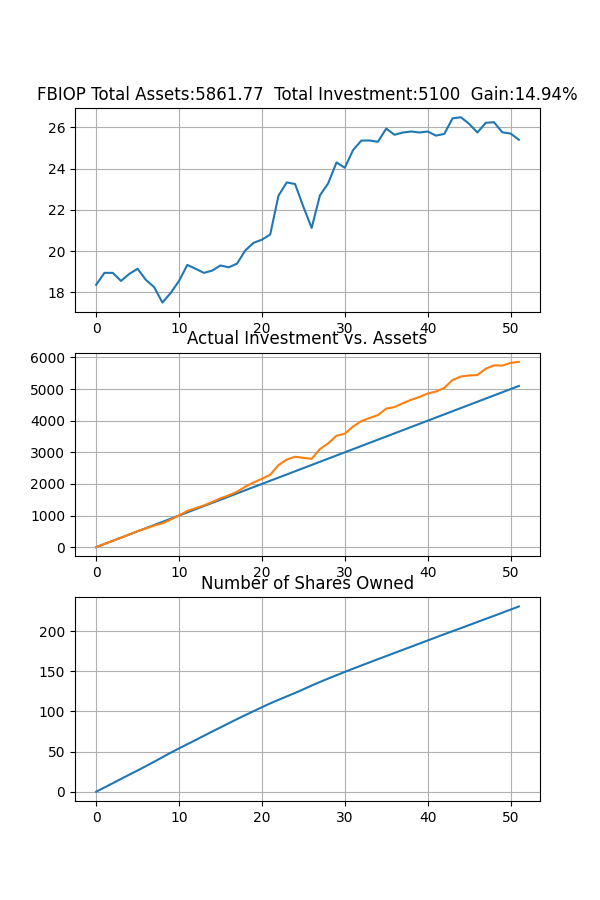 FBIOP Total Assets:5861.77  Total Investment:5100  Gain:14.94%
26
24
22
20
18
0 10 20 30 40 50
Actual Investment vs. Assets
6000
5000
4000
3000
2000
1000
0
0 10 20 30 40 50
Number of Shares Owned
200
150
100
50
0
0 10 20 30 40 50